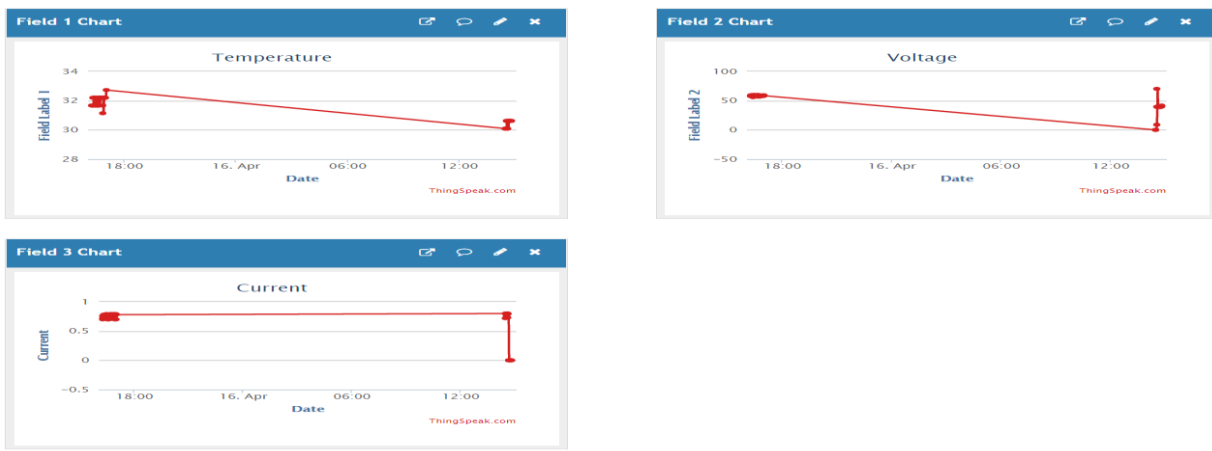 Field 1 Chart
Temperature
Field Label 1
34
32
30
28
18:00 16. Apr 06:00 12:00
Date
ThingSpeak.com
Field 2 Chart
Voltage
Field Label 2
100
50
0
−50
18:00 16. Apr 06:00 12:00
Date
ThingSpeak.com
Field 3 Chart
Current
Current
1
0.5
0
−0.5
18:00 16. Apr 06:00 12:00
Date
ThingSpeak.com